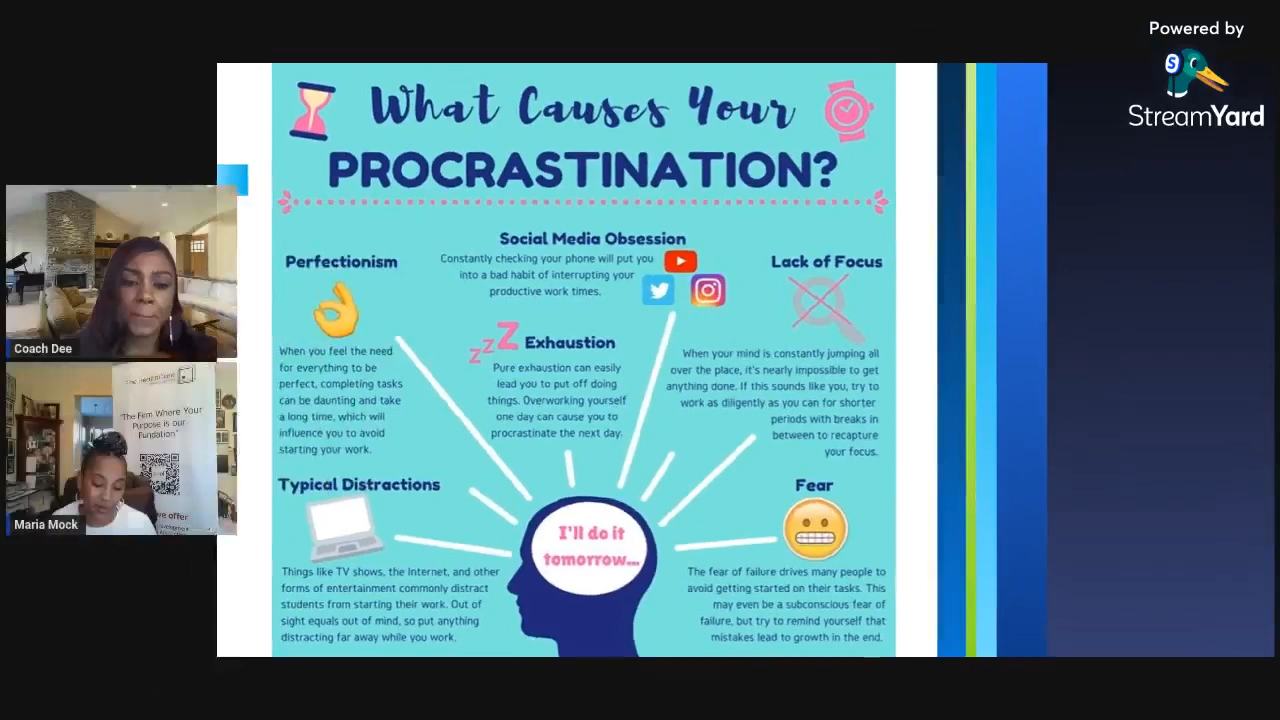 Powered by
StreamYard
What Causes Your
PROCRASTINATION?
Social Media Obsession
Constantly checking your phone will put you
into a bad habit of interrupting your
productive work times.
Perfectionism
When you feel the need
for everything to be
perfect, completing tasks
can be daunting and take
a long time, which will
influence you to avoid
starting your work.
zzZ Exhaustion
Pure exhaustion can easily
lead you to put off doing
things. Overworking yourself
one day can cause you to
procrastinate the next day.
Lack of Focus
When your mind is constantly jumping all
over the place, it's nearly impossible to get
anything done. If this sounds like you, try to
work as diligently as you can for shorter
periods with breaks in
between to recapture
your focus.
Typical Distractions
Things like TV shows, the Internet, and other
forms of entertainment commonly distract
students from starting their work. Out of
sight equals out of mind, so put anything
distracting far away while you work.
I'll do it
tomorrow...
Fear
The fear of failure drives many people to
avoid getting started on their tasks. This
may even be a subconscious fear of
failure, but try to remind yourself that
mistakes lead to growth in the end.
Coach Dee
"The Firm Where Your
Purpose is our
Fundation"
we offer
Maria Mock